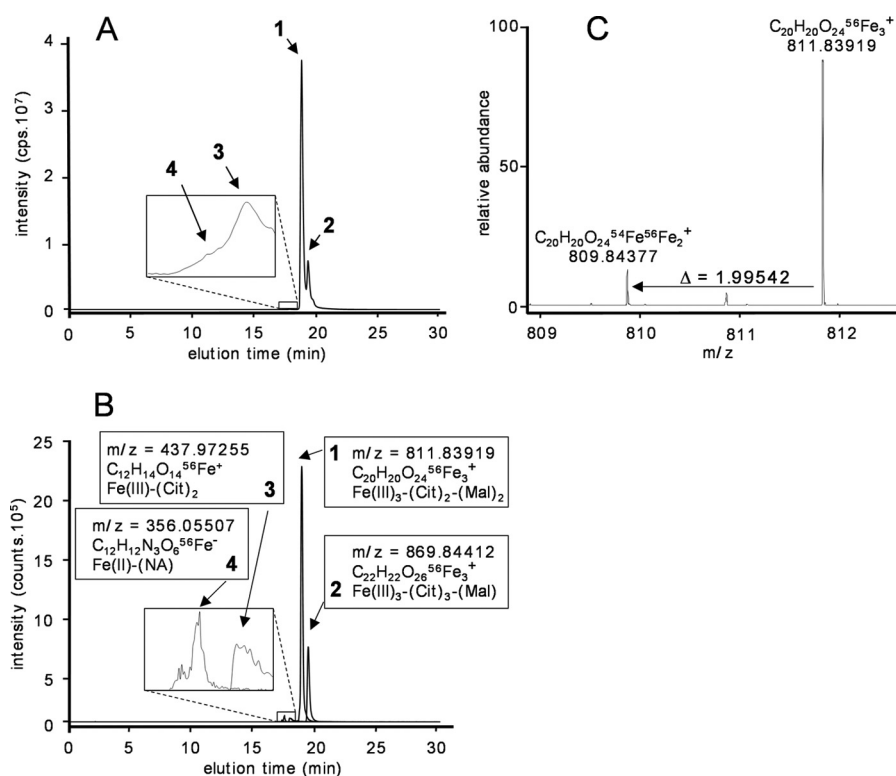 A
1
intensity (cps.10⁷)
4
3
2
1
0
4
3
2
0 5 10 15 20 25 30
elution time (min)
C
C₂₀H₂₀O₂₄⁵⁶Fe₃⁺
811.83919
relative abundance
100
50
0
C₂₀H₂₀O₂₄⁵⁴Fe⁵⁶Fe₂⁺
809.84377
Δ = 1.99542
809 810 811 812
m/z
B
intensity (counts.10⁵)
25
20
15
10
5
0
m/z = 437.97255
C₁₂H₁₄O₁₄⁵⁶Fe⁺
Fe(III)-(Cit)₂
3
m/z = 356.05507
C₁₂H₁₂N₃O₆⁵⁶Fe⁻
Fe(II)-(NA)
4
1
m/z = 811.83919
C₂₀H₂₀O₂₄⁵⁶Fe₃⁺
Fe(III)₃-(Cit)₂-(Mal)₂
m/z = 869.84412
C₂₂H₂₂O₂₆⁵⁶Fe₃⁺
2
Fe(III)₃-(Cit)₃-(Mal)
0 5 10 15 20 25 30
elution time (min)